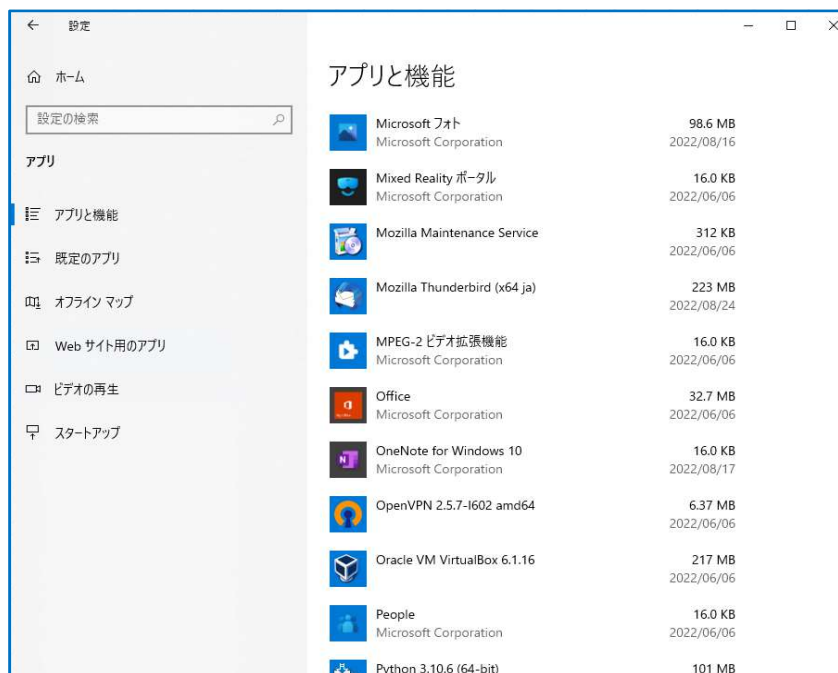 設定
ホーム
設定の検索
アプリ
アプリと機能
既定のアプリ
オフライン マップ
Web サイト用のアプリ
ビデオの再生
スタートアップ
アプリと機能
Microsoft フォト 98.6 MB
Microsoft Corporation 2022/08/16
Mixed Reality ポータル 16.0 KB
Microsoft Corporation 2022/06/06
Mozilla Maintenance Service 312 KB
2022/06/06
Mozilla Thunderbird (x64 ja) 223 MB
2022/08/24
MPEG-2 ビデオ拡張機能 16.0 KB
Microsoft Corporation 2022/06/06
Office 32.7 MB
Microsoft Corporation 2022/06/06
OneNote for Windows 10 16.0 KB
Microsoft Corporation 2022/08/17
OpenVPN 2.5.7-I602 amd64 6.37 MB
2022/06/06
Oracle VM VirtualBox 6.1.16 217 MB
2022/06/06
People 16.0 KB
Microsoft Corporation 2022/06/06
Python 3.10.6 (64-bit) 101 MB